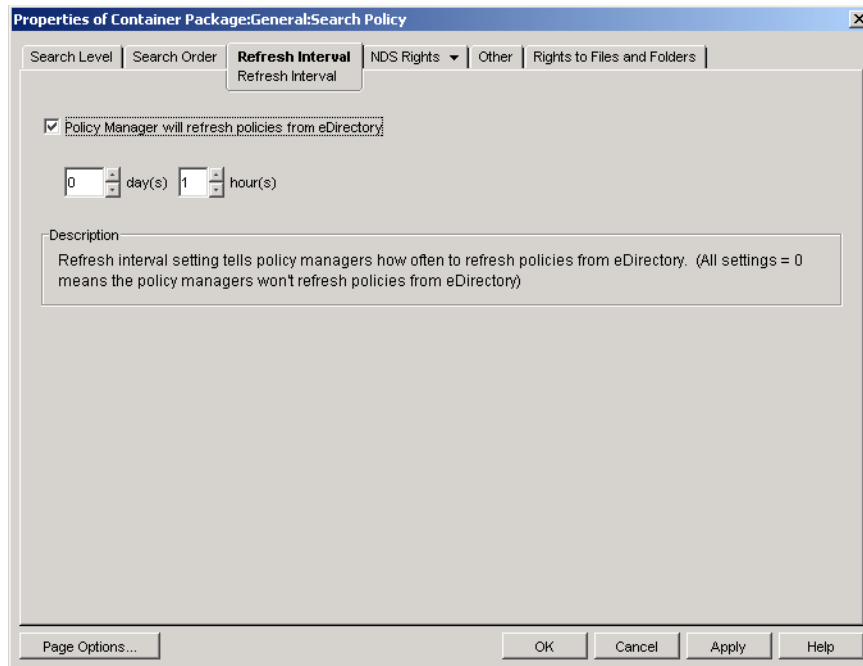 Properties of Container Package:General:Search Policy
Search Level Search Order Refresh Interval NDS Rights Other Rights to Files and Folders
Refresh Interval
Policy Manager will refresh policies from eDirectory
0 day(s) 1 hour(s)
Description
Refresh interval setting tells policy managers how often to refresh policies from eDirectory. (All settings = 0
means the policy managers won't refresh policies from eDirectory)
Page Options... OK Cancel Apply Help